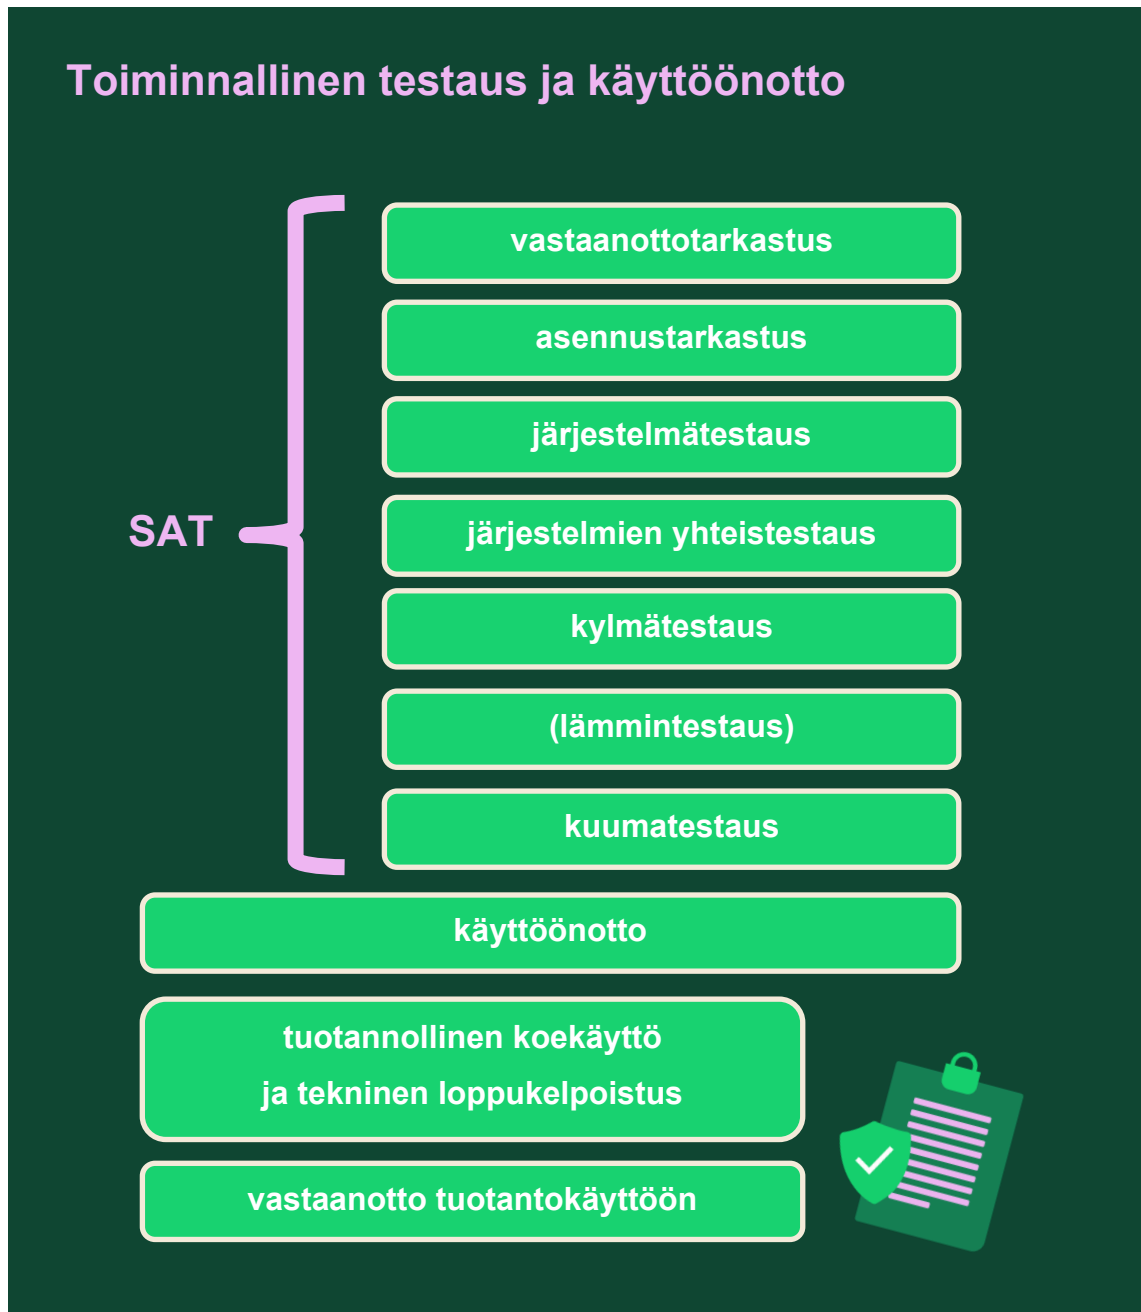 Toiminnallinen testaus ja käyttöönotto
vastaanottotarkastus
asennustarkastus
järjestelmätestaus
SAT
järjestelmien yhteistestaus
kylmätestaus
(lämmintestaus)
kuumatestaus
käyttöönotto
tuotannollinen koekäyttö
ja tekninen loppukelpoistus
vastaanotto tuotantokäyttöön